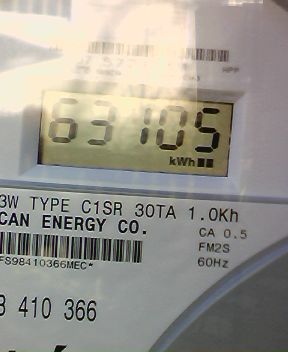 63105
kWh
3W TYPE C1SR 30TA 1.0Kh
CAN ENERGY CO.
CA 0.5
FM2S
60Hz
FS98410366MEC*
8 410 366